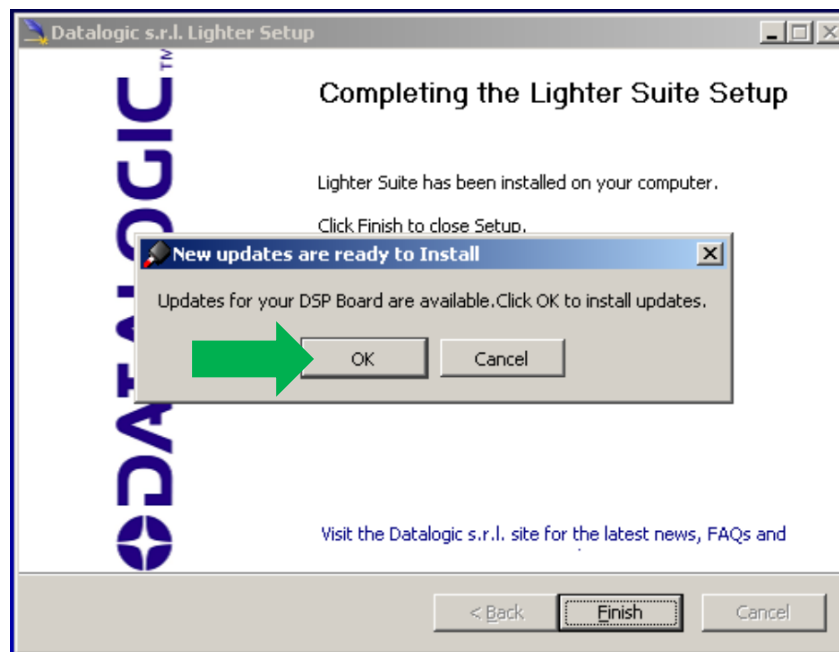 Datalogic s.r.l. Lighter Setup
DATALOGIC™
Completing the Lighter Suite Setup
Lighter Suite has been installed on your computer.
Click Finish to close Setup.
New updates are ready to Install
Updates for your DSP Board are available.Click OK to install updates.
OK
Cancel
Visit the Datalogic s.r.l. site for the latest news, FAQs and
< Back
Finish
Cancel